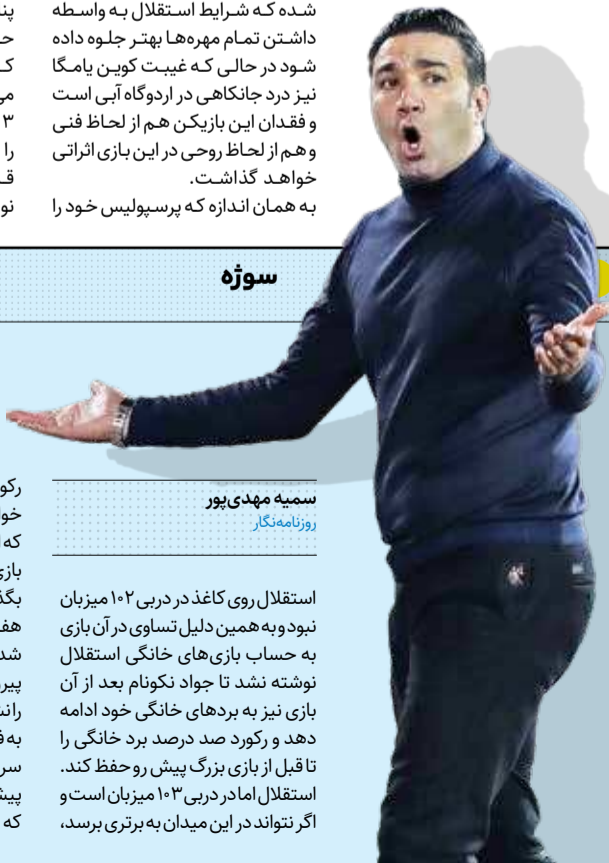 شده که شرایط استقلال به واسطه
داشتن تمام مهره‌ها بهتر جلوه داده
شود در حالی که غیبت کوین یامگا
نیز درد جانکاهی در اردوگاه آبی است
و فقدان این بازیکن هم از لحاظ فنی
و هم از لحاظ روحی در این بازی اثراتی
خواهد گذاشت.
به همان اندازه که پرسپولیس خود را
سوژه
سمیه مهدی‌پور
روزنامه‌نگار
استقلال روی کاغذ در دربی ۱۰۲ میزبان
نبود و به همین دلیل تساوی در آن بازی
به حساب بازی‌های خانگی استقلال
نوشته نشد تا جواد نکونام بعد از آن
بازی نیز به بردهای خانگی خود ادامه
دهد و رکورد صد درصد برد خانگی را
تا قبل از بازی بزرگ پیش رو حفظ کند.
استقلال اما در دربی ۱۰۳ میزبان است و
اگر نتواند در این میدان به برتری برسد،